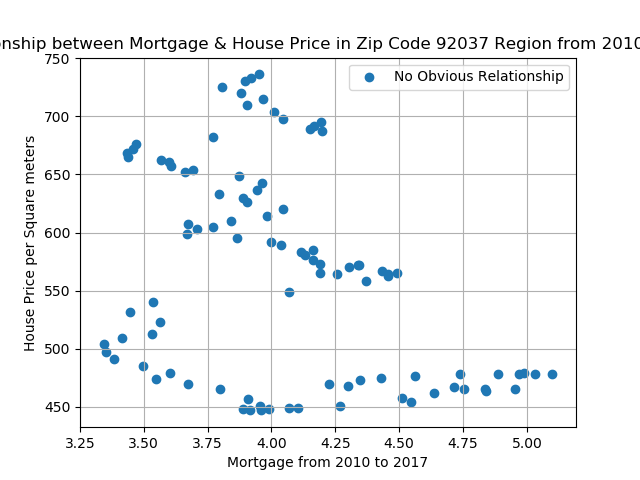 onship between Mortgage & House Price in Zip Code 92037 Region from 2010
No Obvious Relationship
House Price per Square meters
750
700
650
600
550
500
450
3.25 3.50 3.75 4.00 4.25 4.50 4.75 5.00
Mortgage from 2010 to 2017